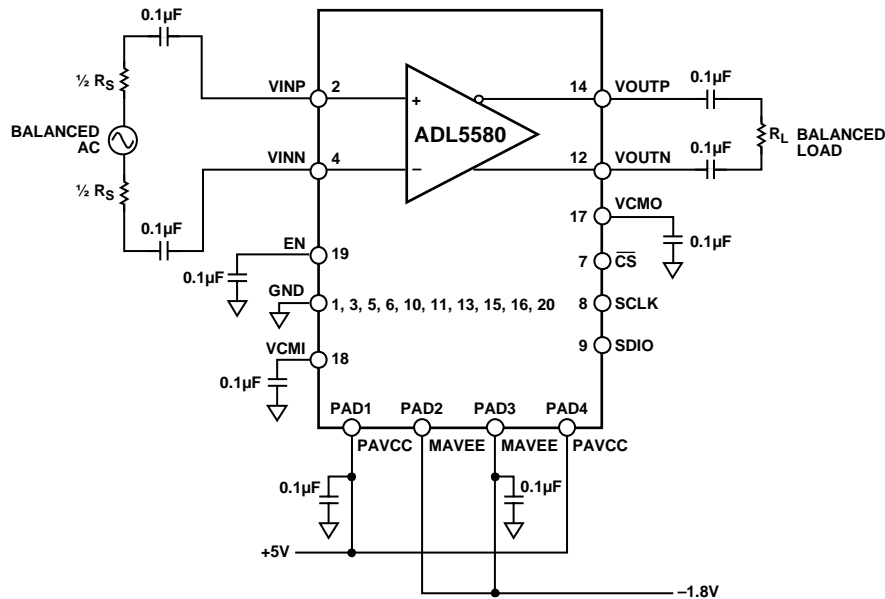 0.1µF
½ RS
BALANCED
AC
½ RS
0.1µF
VINP
2
VINN
4
+
−
ADL5580
14
VOUTP
12
VOUTN
0.1µF
0.1µF
RL BALANCED
LOAD
VCMO
17
0.1µF
7
CS
8
SCLK
9
SDIO
EN
19
0.1µF
GND
1, 3, 5, 6, 10, 11, 13, 15, 16, 20
VCMI
18
0.1µF
PAD1
PAD2
PAD3
PAD4
PAVCC
MAVEE
MAVEE
PAVCC
0.1µF
0.1µF
+5V
−1.8V